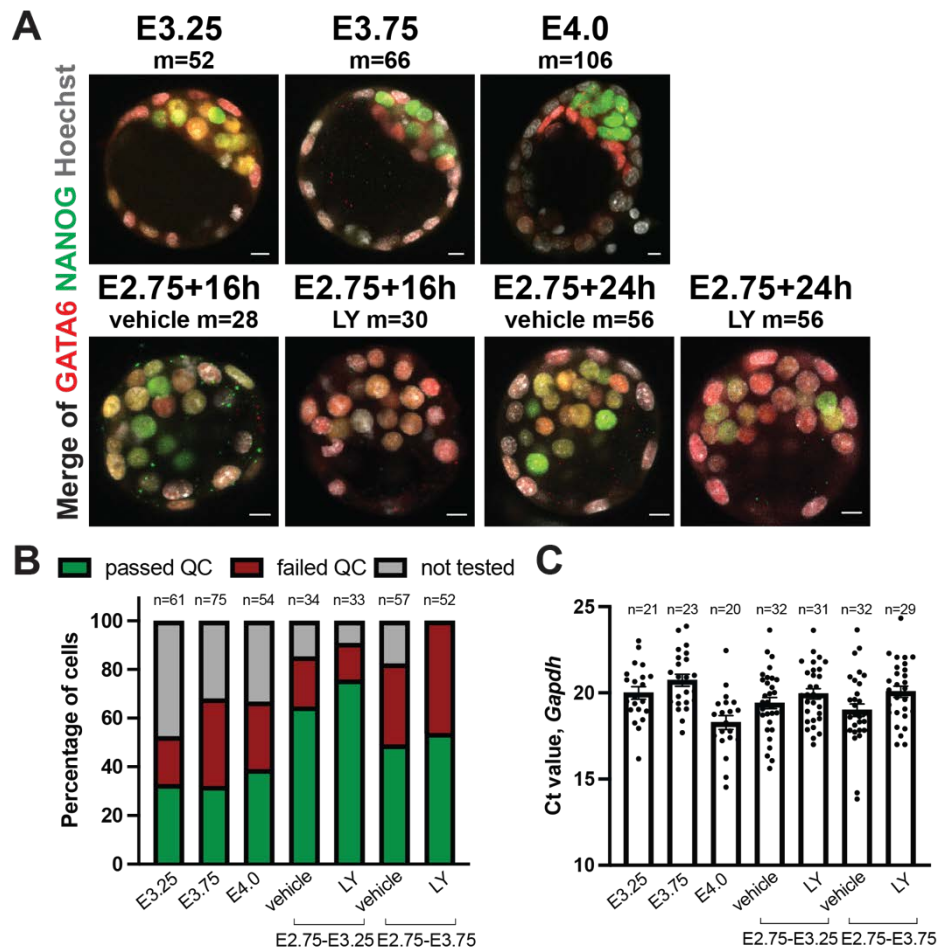 A
E3.25 E3.75 E4.0
m=52 m=66 m=106
Merge of GATA6 NANOG Hoechst
E2.75+16h E2.75+16h E2.75+24h E2.75+24h
vehicle m=28 LY m=30 vehicle m=56 LY m=56
B
passed QC failed QC not tested
n=61 n=75 n=54 n=34 n=33 n=57 n=52
Percentage of cells
100
80
60
40
20
0
E3.25 E3.75 E4.0 vehicle LY vehicle LY
E2.75-E3.25 E2.75-E3.75
C
n=21 n=23 n=20 n=32 n=31 n=32 n=29
Ct value, Gapdh
25
20
15
10
E3.25 E3.75 E4.0 vehicle LY vehicle LY
E2.75-E3.25 E2.75-E3.75